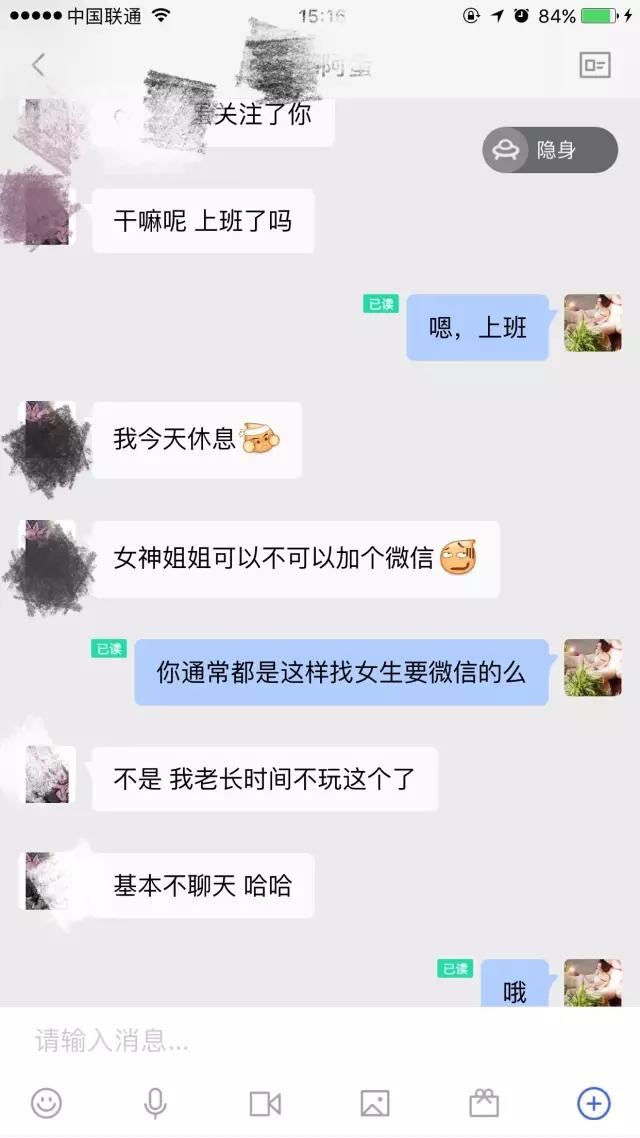 中国联通
15:16
84%
阿蛋
关注了你
隐身
干嘛呢 上班了吗
已读
嗯，上班
我今天休息
女神姐姐可以不可以加个微信
已读
你通常都是这样找女生要微信的么
不是 我老长时间不玩这个了
基本不聊天 哈哈
已读
哦
请输入消息...